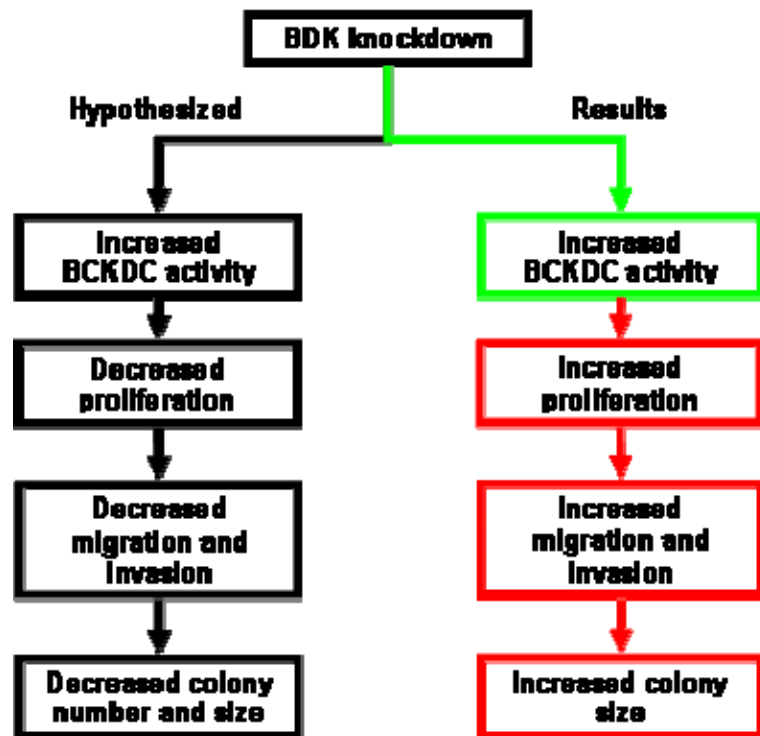 BDK knockdown
Hypothesized
Results
Increased
BCKDC activity
Increased
BCKDC activity
Decreased
proliferation
Increased
proliferation
Decreased
migration and
invasion
Increased
migration and
invasion
Decreased colony
number and size
Increased colony
size